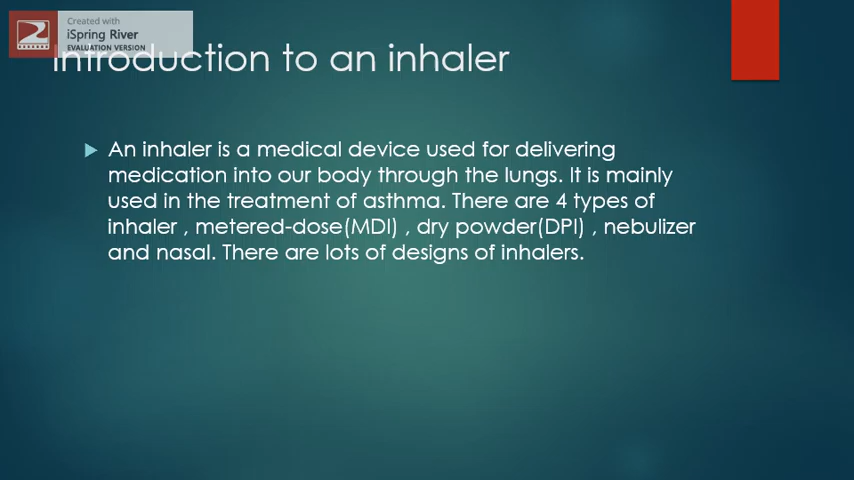 Created with
iSpring River
EVALUATION VERSION
Introduction to an inhaler
An inhaler is a medical device used for delivering
medication into our body through the lungs. It is mainly
used in the treatment of asthma. There are 4 types of
inhaler , metered-dose(MDI) , dry powder(DPI) , nebulizer
and nasal. There are lots of designs of inhalers.